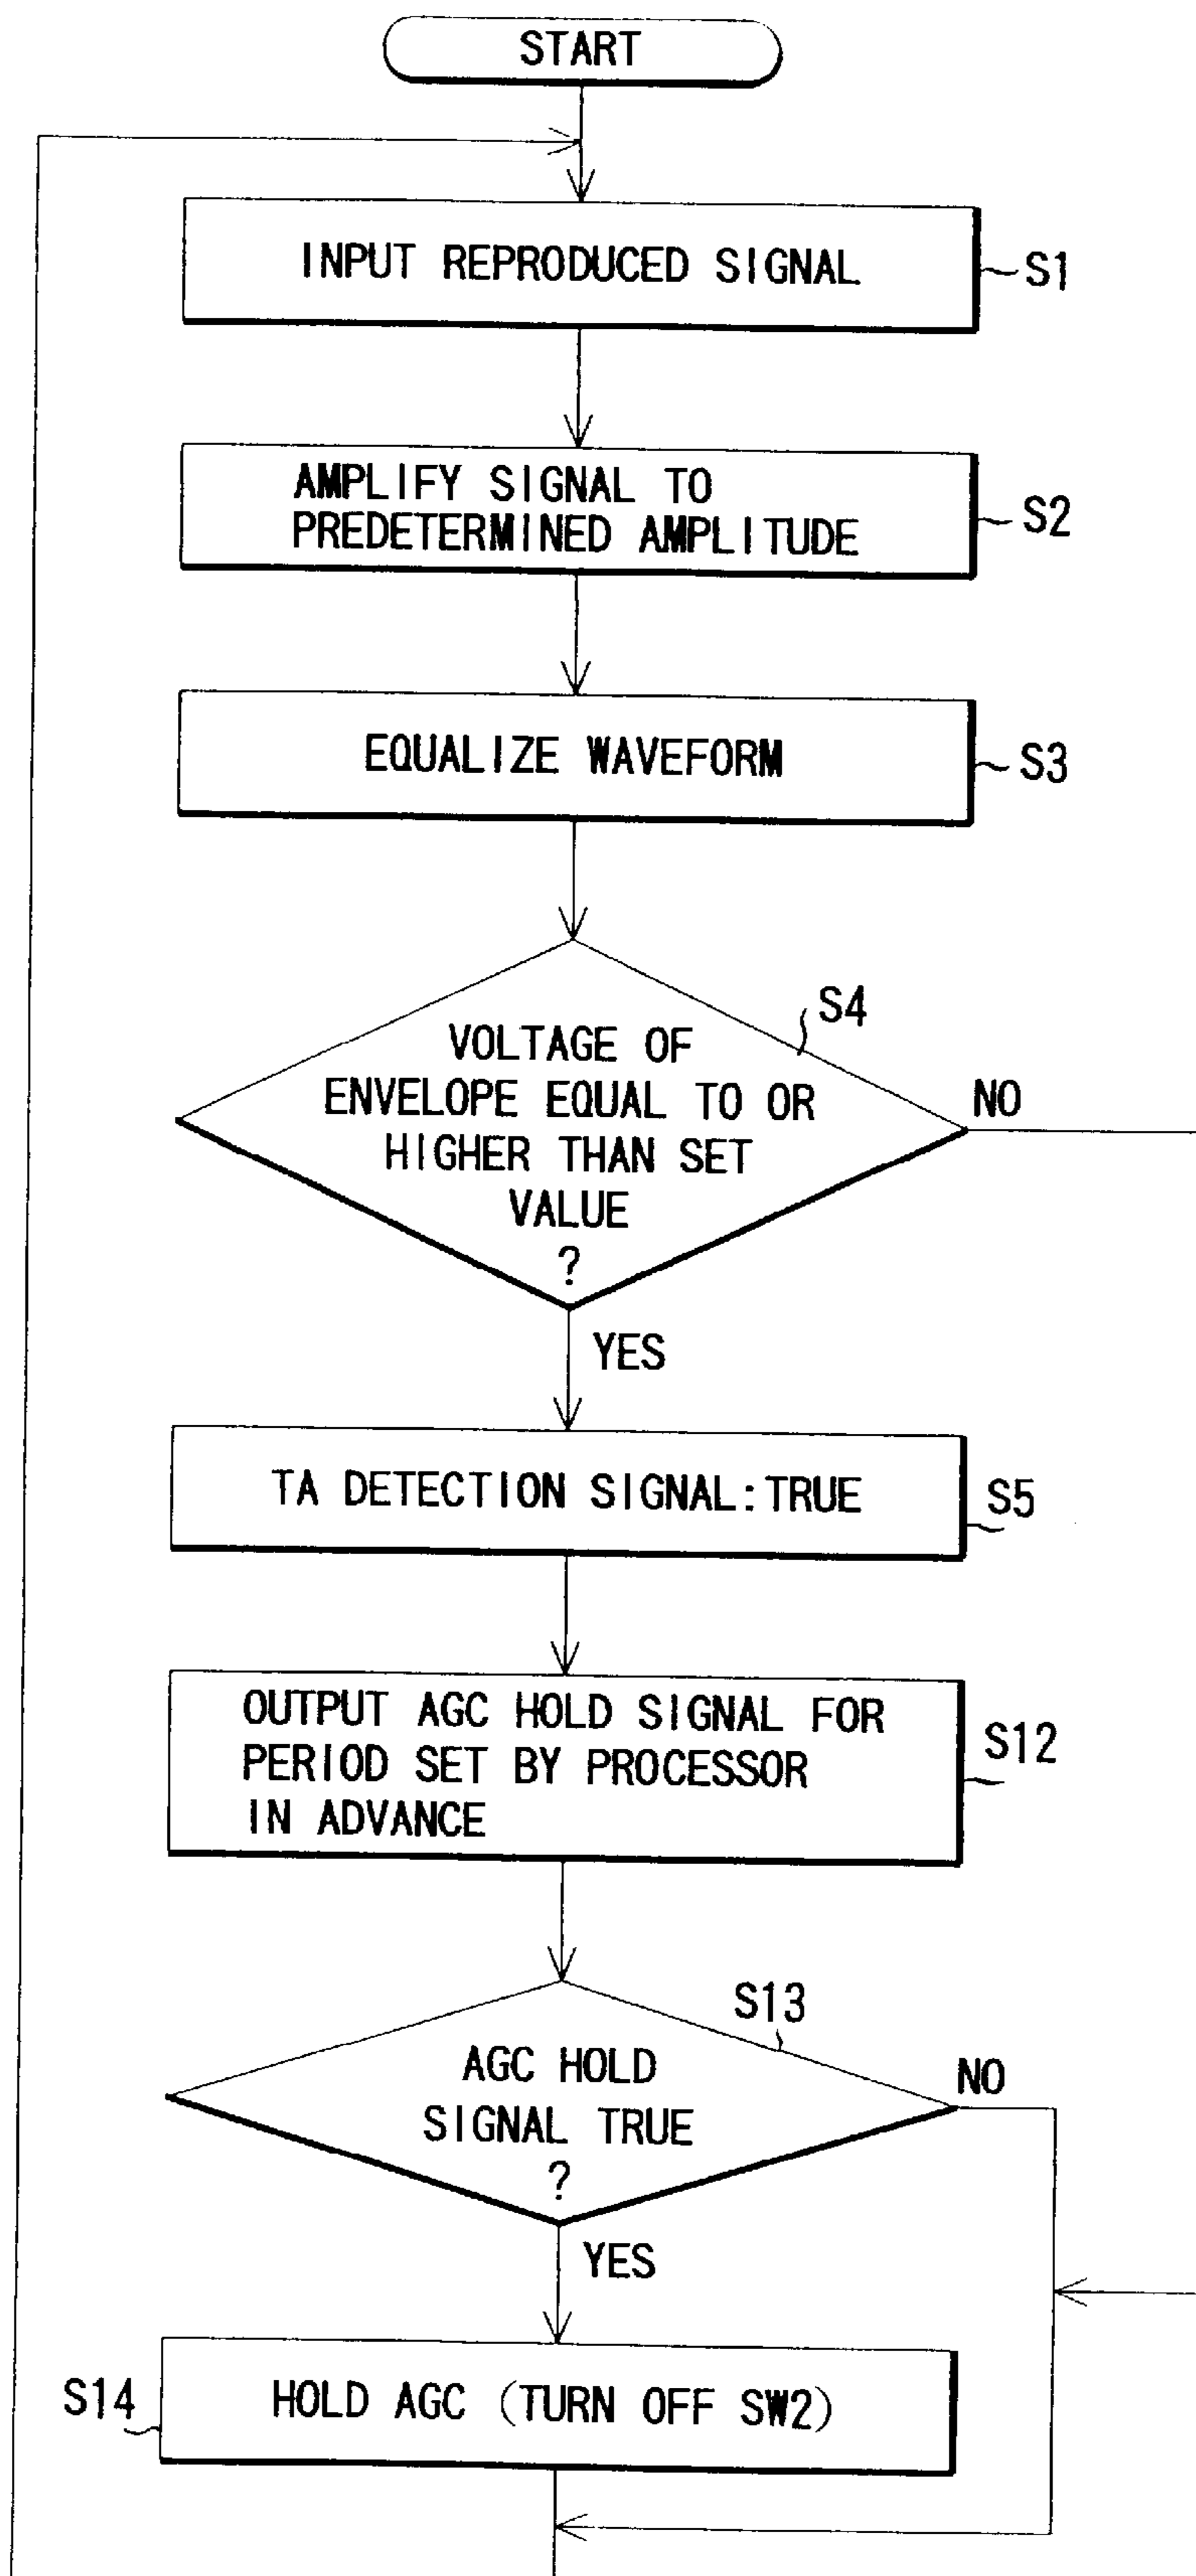 START
INPUT REPRODUCED SIGNAL
S1
AMPLIFY SIGNAL TO
PREDETERMINED AMPLITUDE
S2
EQUALIZE WAVEFORM
S3
S4
VOLTAGE OF
ENVELOPE EQUAL TO OR
HIGHER THAN SET
VALUE
?
NO
YES
TA DETECTION SIGNAL:TRUE
S5
OUTPUT AGC HOLD SIGNAL FOR
PERIOD SET BY PROCESSOR
IN ADVANCE
S12
S13
AGC HOLD
SIGNAL TRUE
?
NO
YES
S14
HOLD AGC (TURN OFF SW2)